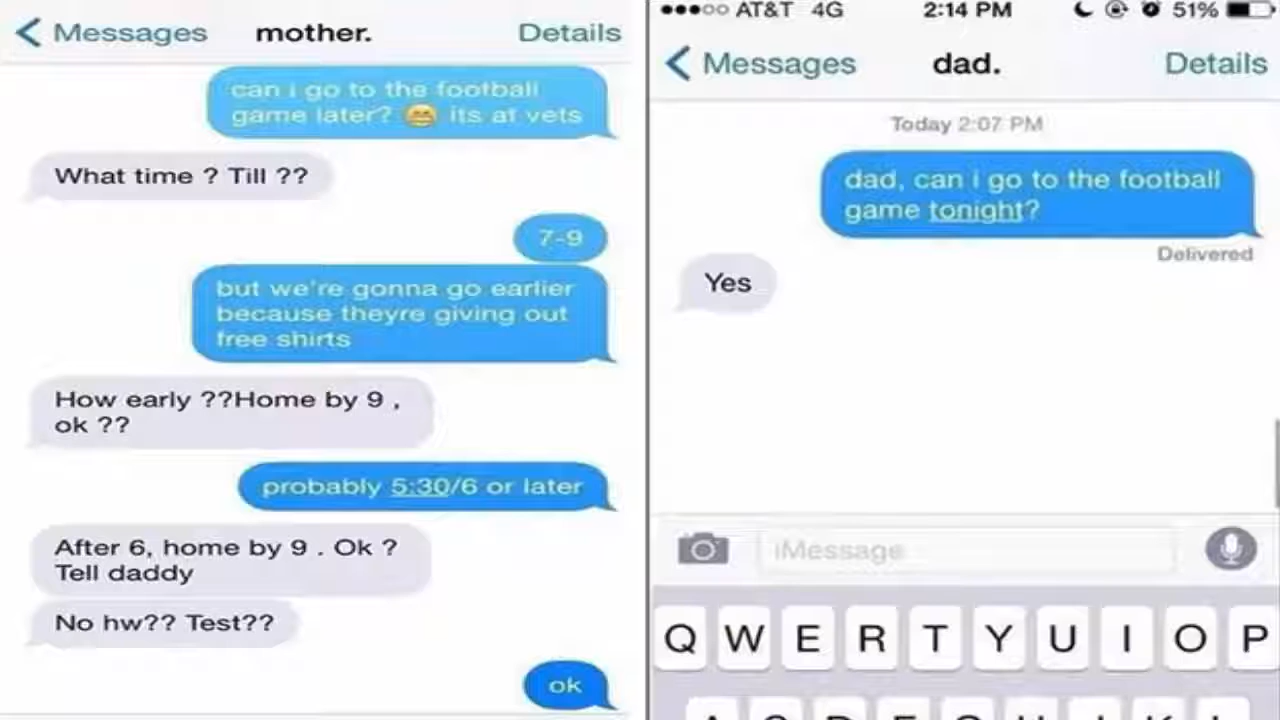 Messages mother. Details
can i go to the football
game later? 😁 its at vets
What time ? Till ??
7-9
but we're gonna go earlier
because theyre giving out
free shirts
How early ??Home by 9 ,
ok ??
probably 5:30/6 or later
After 6, home by 9 . Ok ?
Tell daddy
No hw?? Test??
ok
AT&T 4G 2:14 PM 51%
Messages dad. Details
Today 2:07 PM
dad, can i go to the football
game tonight?
Delivered
Yes
iMessage
Q W E R T Y U I O P